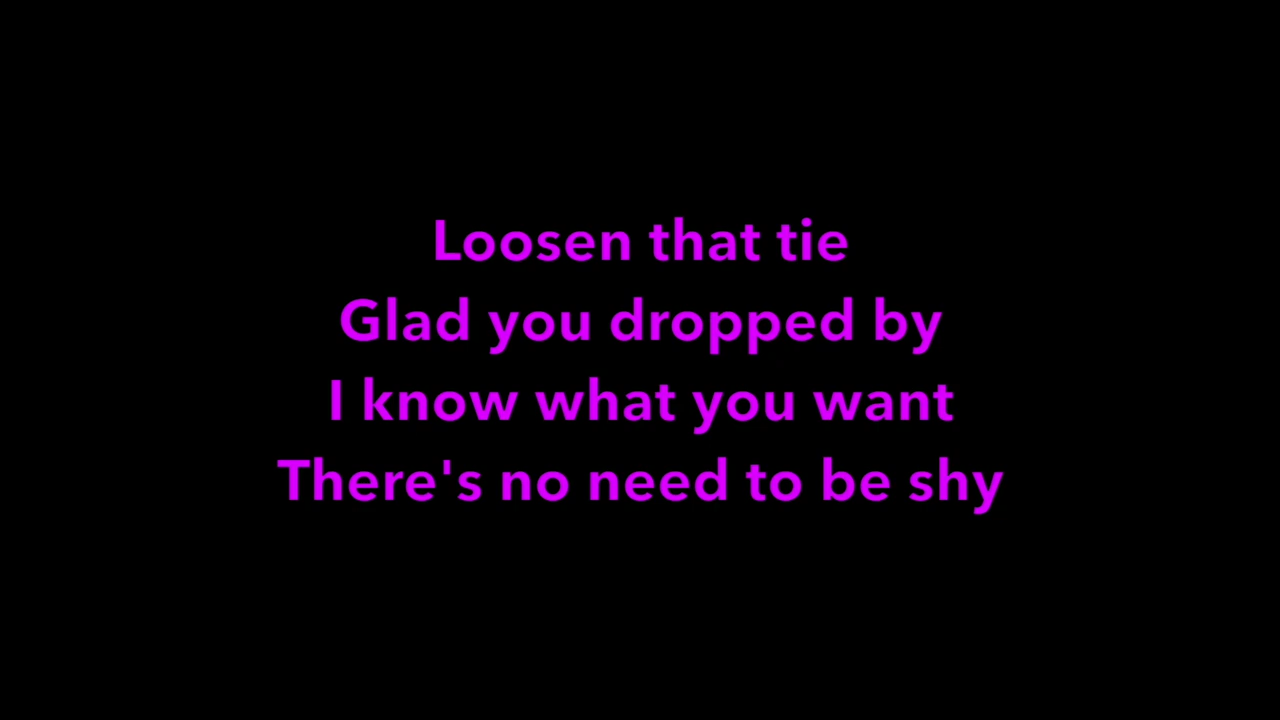 Loosen that tie
Glad you dropped by
I know what you want
There's no need to be shy